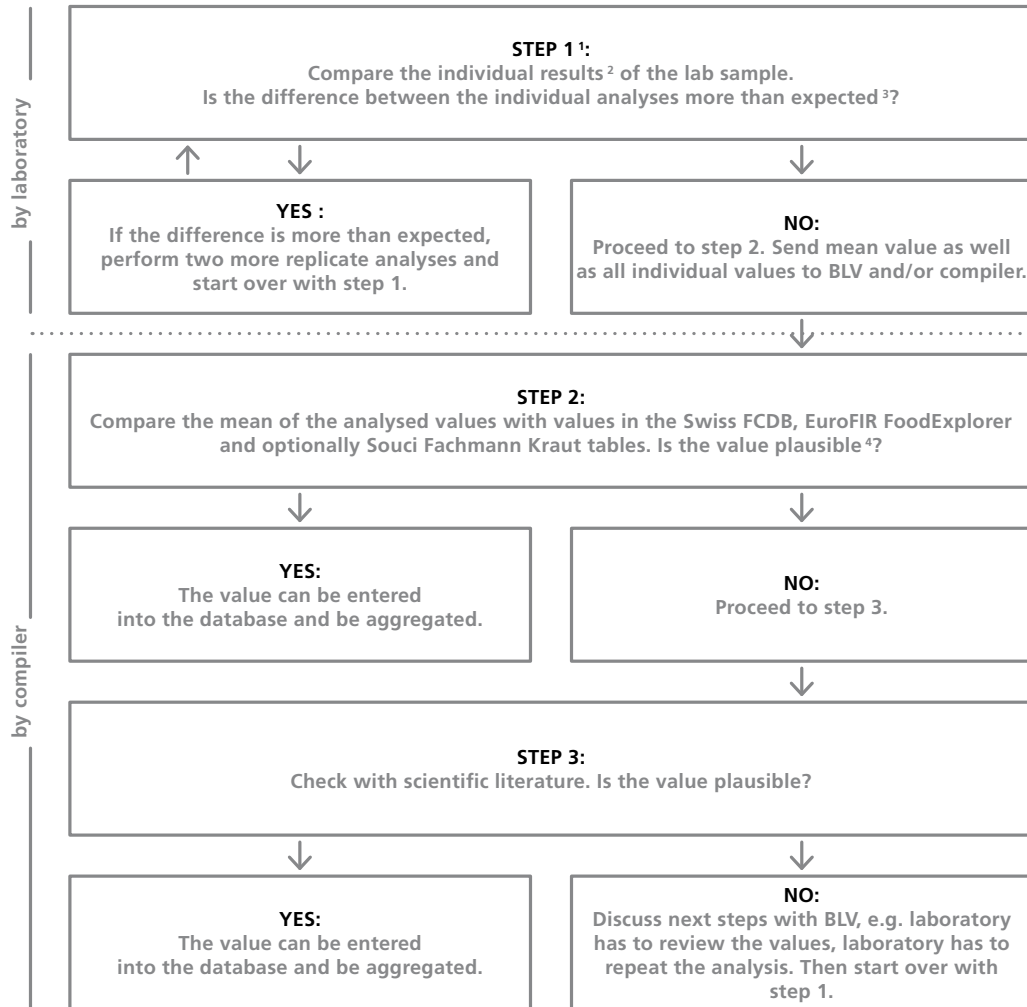 by laboratory
STEP 1 ¹:
Compare the individual results ² of the lab sample.
Is the difference between the individual analyses more than expected ³?
YES :
If the difference is more than expected,
perform two more replicate analyses and
start over with step 1.
NO:
Proceed to step 2. Send mean value as well
as all individual values to BLV and/or compiler.
by compiler
STEP 2:
Compare the mean of the analysed values with values in the Swiss FCDB, EuroFIR FoodExplorer
and optionally Souci Fachmann Kraut tables. Is the value plausible ⁴?
YES:
The value can be entered
into the database and be aggregated.
NO:
Proceed to step 3.
STEP 3:
Check with scientific literature. Is the value plausible?
YES:
The value can be entered
into the database and be aggregated.
NO:
Discuss next steps with BLV, e.g. laboratory
has to review the values, laboratory has to
repeat the analysis. Then start over with
step 1.